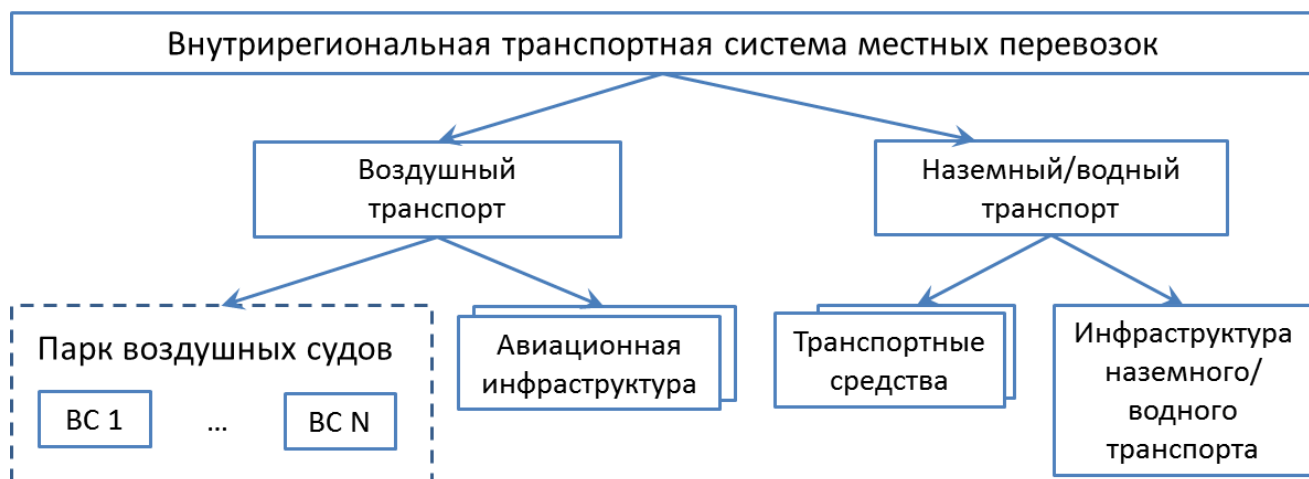 Внутрирегиональная транспортная система местных перевозок
Воздушный
транспорт
Наземный/водный
транспорт
Парк воздушных судов
ВС 1
...
ВС N
Авиационная
инфраструктура
Транспортные
средства
Инфраструктура
наземного/
водного
транспорта